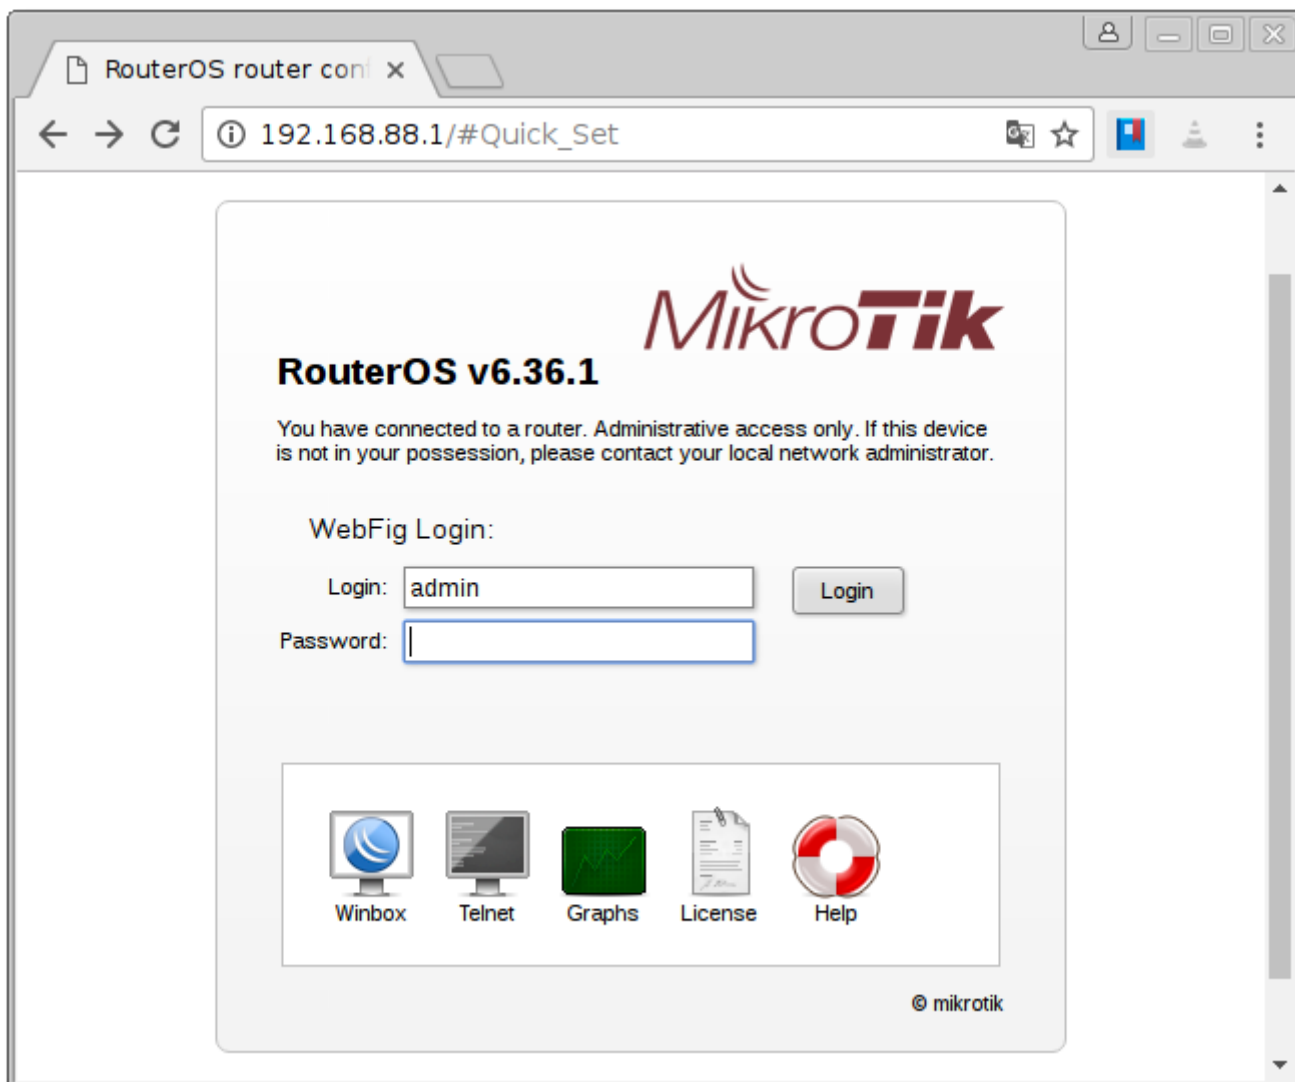 RouterOS router conf
192.168.88.1/#Quick_Set
MikroTik
RouterOS v6.36.1
You have connected to a router. Administrative access only. If this device
is not in your possession, please contact your local network administrator.
WebFig Login:
Login: admin Login
Password:
Winbox Telnet Graphs License Help
© mikrotik